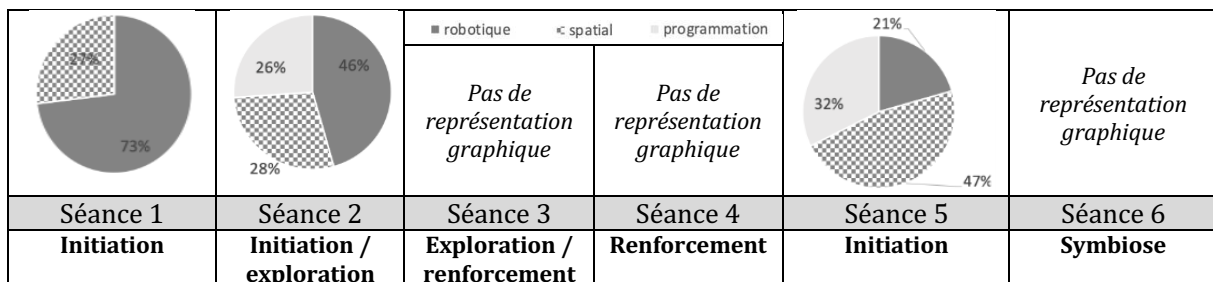 27%
73%
26%
46%
28%
robotique spatial programmation
Pas de
représentation
graphique
Pas de
représentation
graphique
21%
32%
47%
Pas de
représentation
graphique
Séance 1 Séance 2 Séance 3 Séance 4 Séance 5 Séance 6
Initiation
Initiation /
exploration
Exploration /
renforcement
Renforcement
Initiation
Symbiose